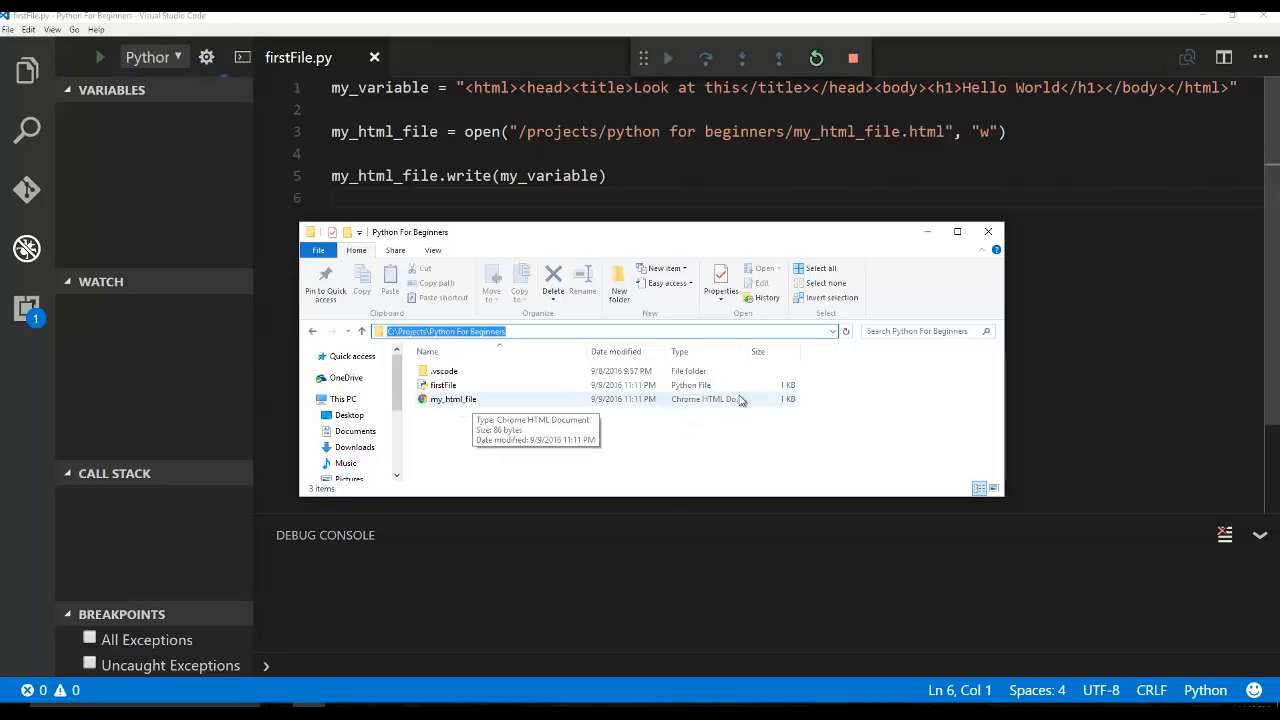 firstFile.py - Python For Beginners - Visual Studio Code
File Edit View Go Help
Python
firstFile.py
VARIABLES
1 my_variable = "<html><head><title>Look at this</title></head><body><h1>Hello World</h1></body></html>"
2
3 my_html_file = open("/projects/python for beginners/my_html_file.html", "w")
4
5 my_html_file.write(my_variable)
6
Python For Beginners
File Home Share View
Pin to Quick access
Copy
Paste
Cut
Copy path
Paste shortcut
Clipboard
Move to
Copy to
Delete
Rename
Organize
New folder
New item
Easy access
New
Properties
Open
Edit
History
Open
Select all
Select none
Invert selection
Select
C:\Projects\Python For Beginners
Search Python For Beginners
Name Date modified Type Size
.vscode 9/8/2016 9:57 PM File folder
firstFile 9/9/2016 11:11 PM Python File 1 KB
my_html_file 9/9/2016 11:11 PM Chrome HTML Do... 1 KB
Type: Chrome HTML Document
Size: 86 bytes
Date modified: 9/9/2016 11:11 PM
Quick access
OneDrive
This PC
Desktop
Documents
Downloads
Music
Pictures
3 items
WATCH
1
CALL STACK
DEBUG CONSOLE
BREAKPOINTS
All Exceptions
Uncaught Exceptions
0 0
Ln 6, Col 1 Spaces: 4 UTF-8 CRLF Python